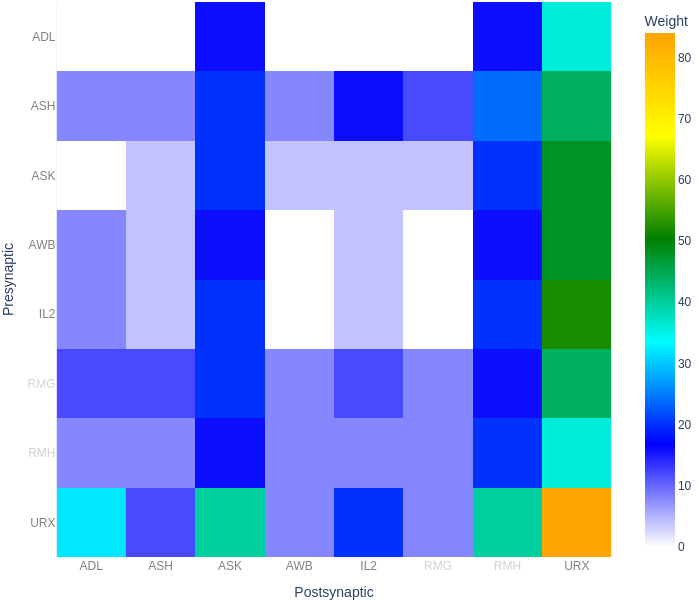 Weight
ADL
ASH
ASK
AWB
IL2
RMG
RMH
URX
Presynaptic
80
70
60
50
40
30
20
10
0
ADL ASH ASK AWB IL2 RMG RMH URX
Postsynaptic